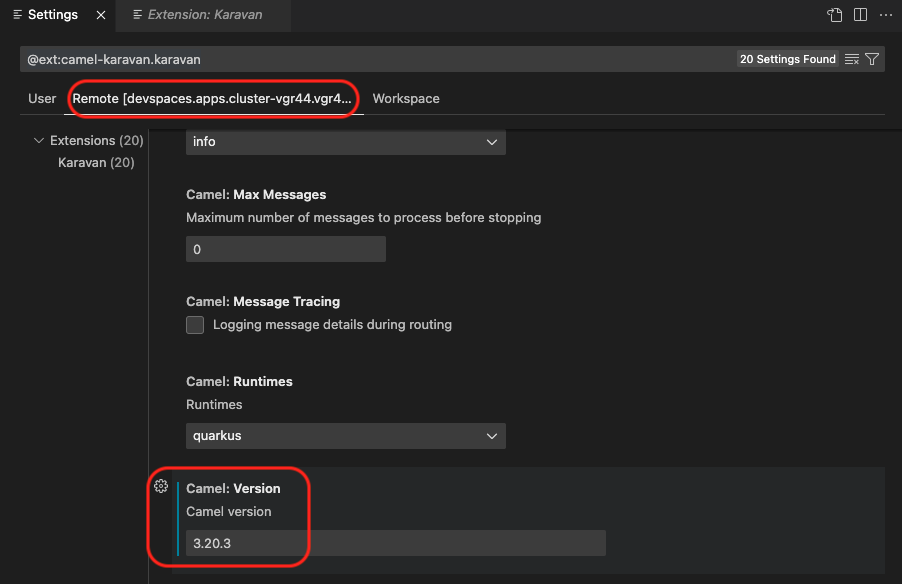 Settings
Extension: Karavan
@ext:camel-karavan.karavan
20 Settings Found
User
Remote [devspaces.apps.cluster-vgr44.vgr4...
Workspace
Extensions (20)
Karavan (20)
info
Camel: Max Messages
Maximum number of messages to process before stopping
0
Camel: Message Tracing
Logging message details during routing
Camel: Runtimes
Runtimes
quarkus
Camel: Version
Camel version
3.20.3